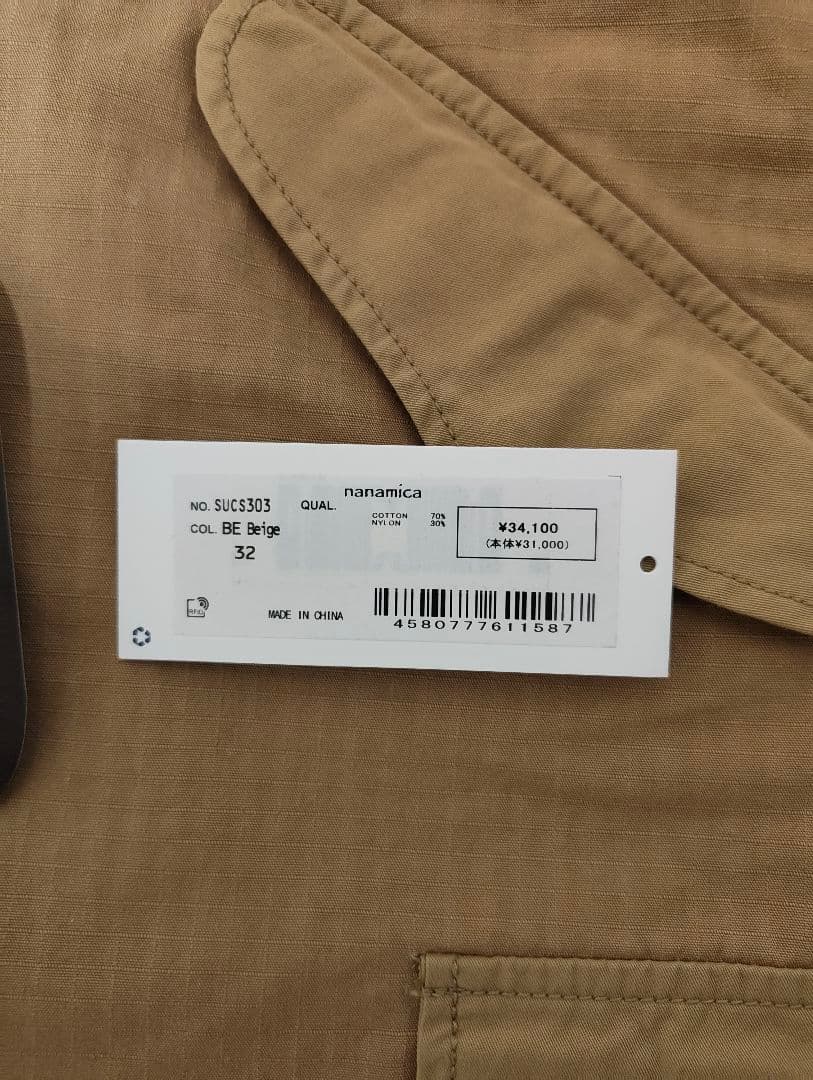 nanamica
NO. SUCS303
QUAL.
COTTON 70%
NYLON 30%
COL. BE Beige
32
¥34,100
(本体¥31,000)
RFID
MADE IN CHINA
4580777611587